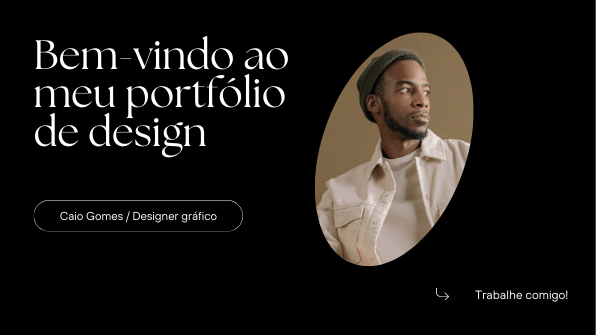 Bem-vindo ao
meu portfólio
de design
Caio Gomes / Designer gráfico
Trabalhe comigo!